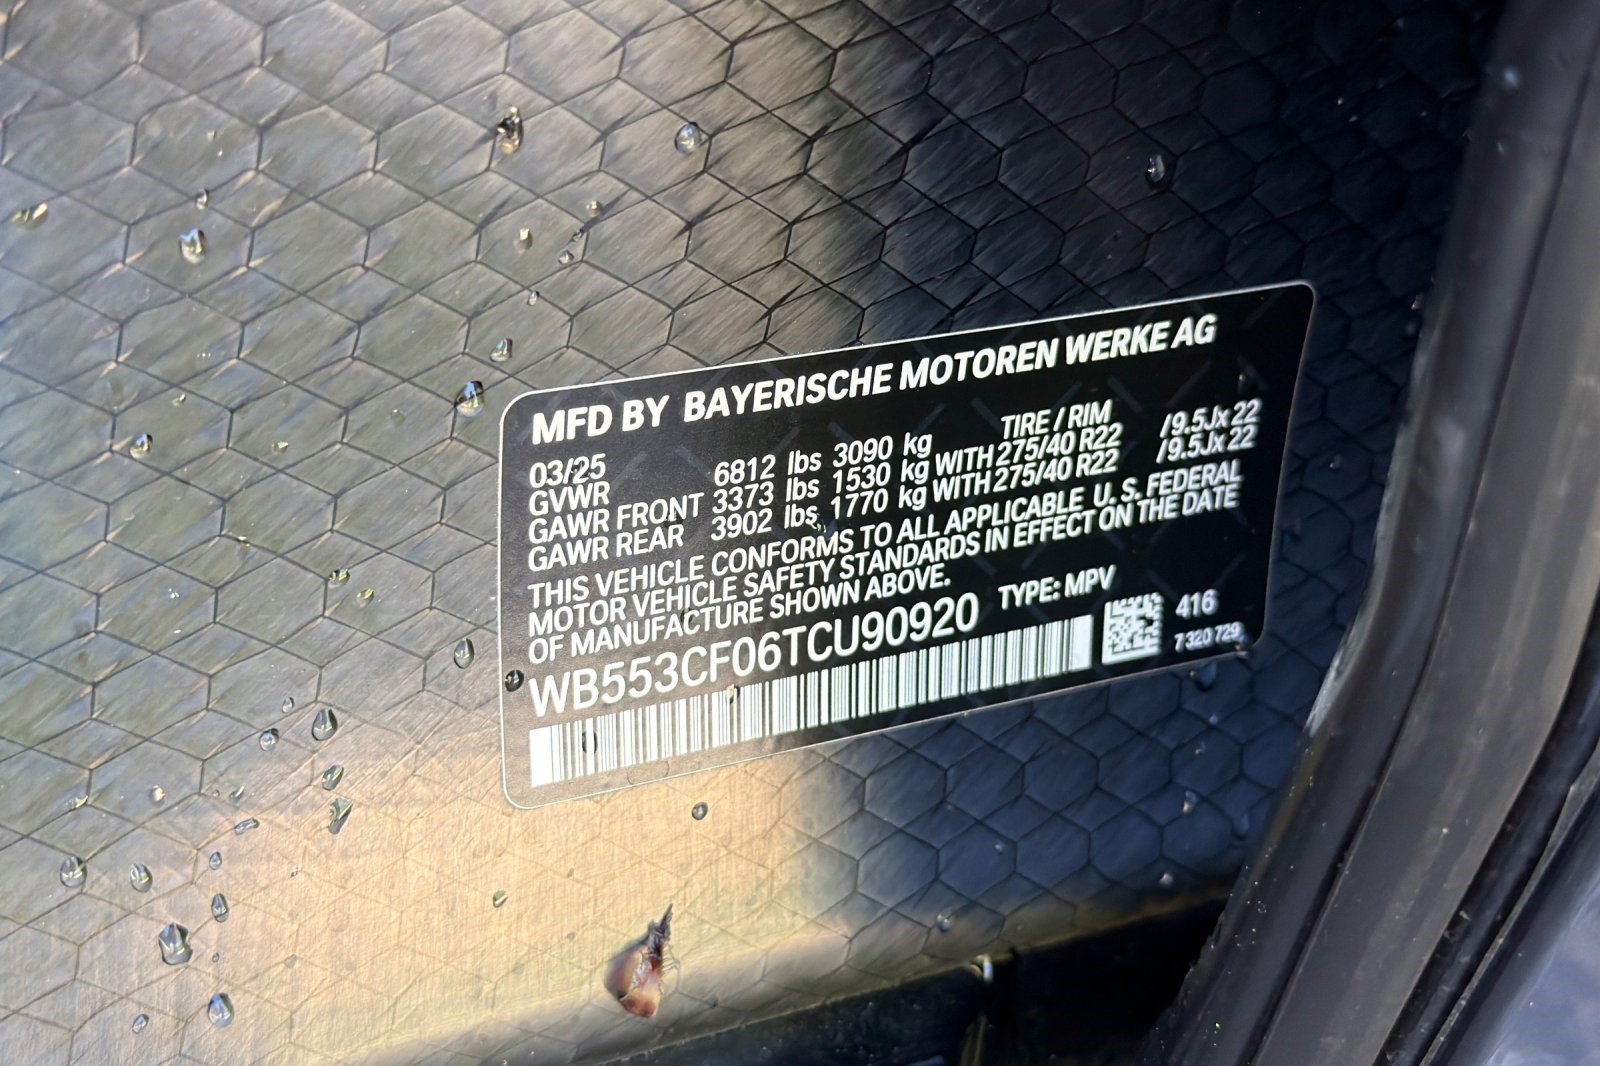 MFD BY BAYERISCHE MOTOREN WERKE AG
03/25 TIRE / RIM
GVWR 6812 lbs 3090 kg
GAWR FRONT 3373 lbs 1530 kg WITH 275/40 R22 /9.5Jx 22
GAWR REAR 3902 lbs 1770 kg WITH 275/40 R22 /9.5Jx 22
THIS VEHICLE CONFORMS TO ALL APPLICABLE U. S. FEDERAL
MOTOR VEHICLE SAFETY STANDARDS IN EFFECT ON THE DATE
OF MANUFACTURE SHOWN ABOVE.
WB553CF06TCU90920 TYPE: MPV
416
7 320 729